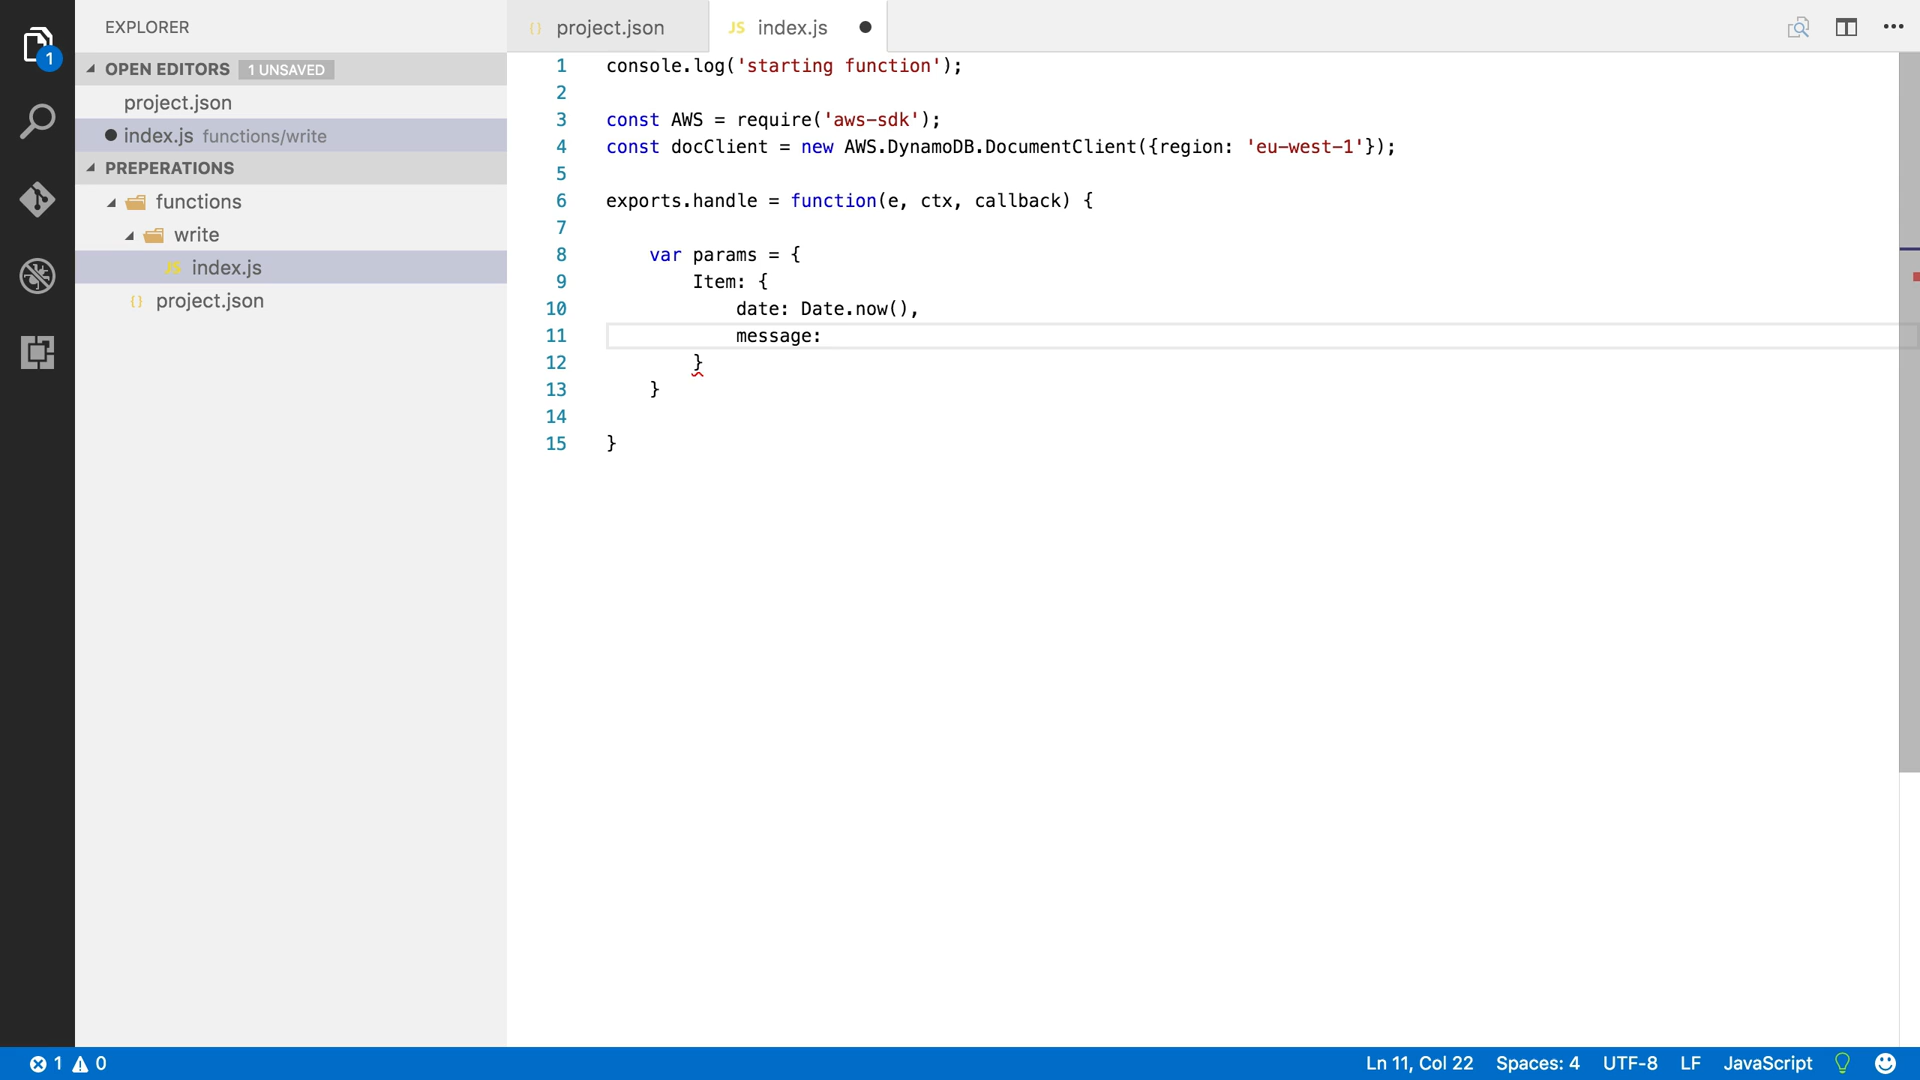 EXPLORER
OPEN EDITORS 1 UNSAVED
project.json
index.js functions/write
PREPERATIONS
functions
write
JS index.js
{} project.json
1
{} project.json
JS index.js
1 console.log('starting function');
2
3 const AWS = require('aws-sdk');
4 const docClient = new AWS.DynamoDB.DocumentClient({region: 'eu-west-1'});
5
6 exports.handle = function(e, ctx, callback) {
7
8 var params = {
9 Item: {
10 date: Date.now(),
11 message:
12 }
13 }
14
15 }
1 0
Ln 11, Col 22 Spaces: 4 UTF-8 LF JavaScript